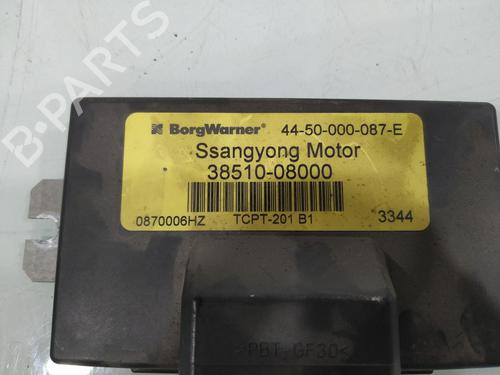 BorgWarner 44-50-000-087-E
Ssangyong Motor
38510-08000
0870006HZ TCPT-201 B1 3344
>PBT GF30<
B-PARTS